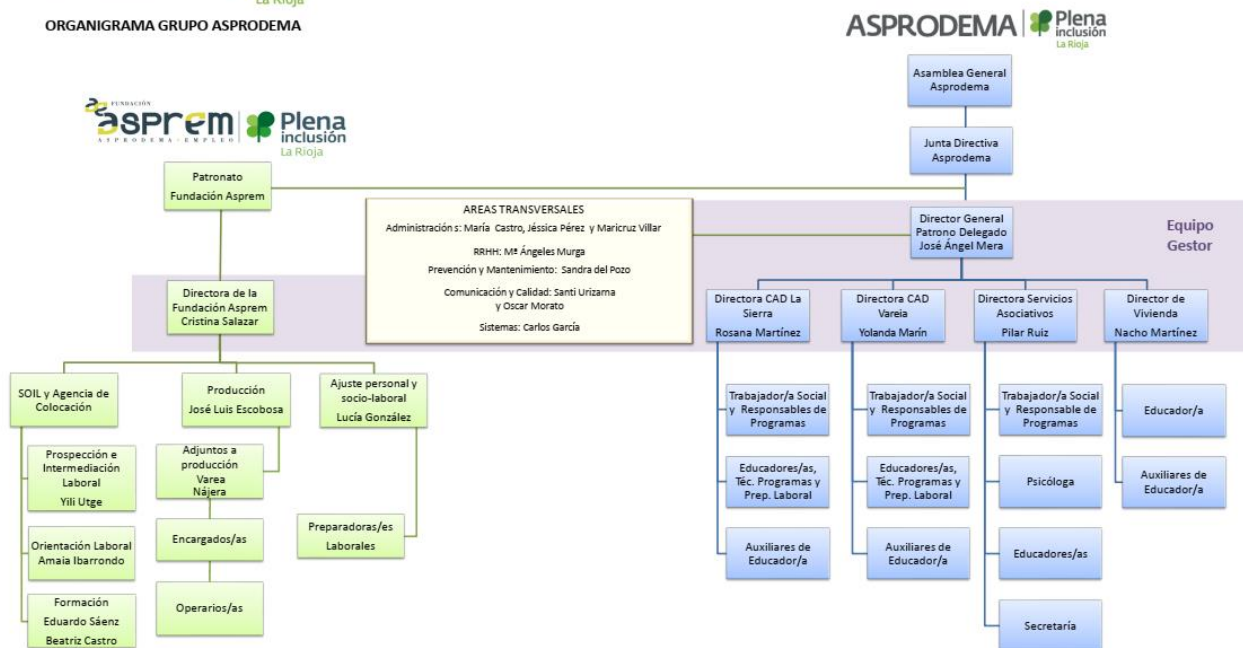 La Rioja
ORGANIGRAMA GRUPO ASPRODEMA
ASPRODEMA
Plena
inclusión
La Rioja
FUNDACIÓN
asprem
ASPRODEMA - EMPLEO
Plena
inclusión
La Rioja
Asamblea General
Asprodema
Junta Directiva
Asprodema
Patronato
Fundación Asprem
AREAS TRANSVERSALES
Administración s: María Castro, Jéssica Pérez y Maricruz Villar
RRHH: Mª Ángeles Murga
Prevención y Mantenimiento: Sandra del Pozo
Comunicación y Calidad: Santi Urizarna
y Oscar Morato
Sistemas: Carlos García
Director General
Patrono Delegado
José Ángel Mera
Equipo
Gestor
Directora de la
Fundación Asprem
Cristina Salazar
Directora CAD La
Sierra
Rosana Martínez
Directora CAD
Vareia
Yolanda Marín
Directora Servicios
Asociativos
Pilar Ruiz
Director de
Vivienda
Nacho Martínez
SOIL y Agencia de
Colocación
Producción
José Luis Escobosa
Ajuste personal y
socio-laboral
Lucía González
Prospección e
Intermediación
Laboral
Yili Utge
Orientación Laboral
Amaia Ibarrondo
Formación
Eduardo Sáenz
Beatriz Castro
Adjuntos a
producción
Varea
Nájera
Encargados/as
Operarios/as
Preparadoras/es
Laborales
Trabajador/a Social
y Responsables de
Programas
Educadores/as,
Téc. Programas y
Prep. Laboral
Auxiliares de
Educador/a
Trabajador/a Social
y Responsables de
Programas
Educadores/as,
Téc. Programas y
Prep. Laboral
Auxiliares de
Educador/a
Trabajador/a Social
y Responsable de
Programas
Psicóloga
Educadores/as
Secretaría
Educador/a
Auxiliares de
Educador/a